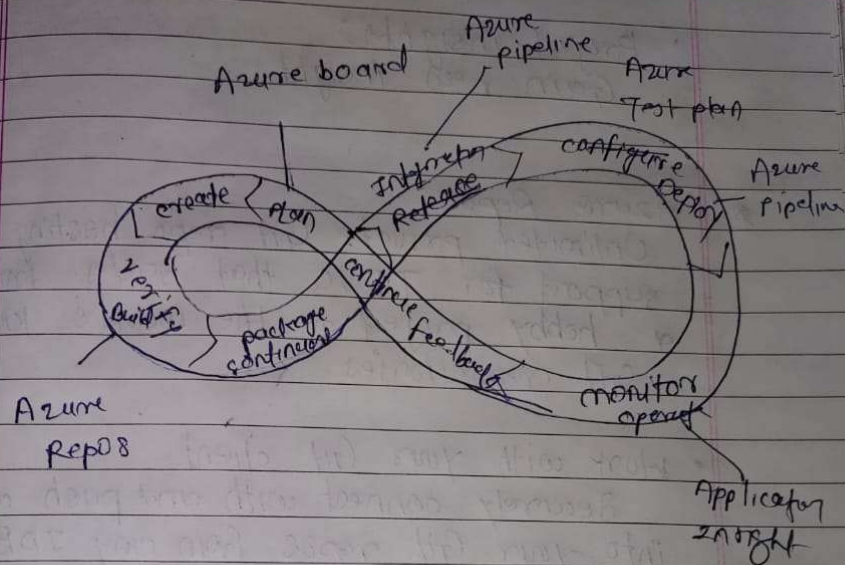 Azure
pipeline
Azure board
Azure
Test plan
Azure
pipeline
configure
Deploy
Release
create
plan
Verify
Build
package
continuous
continue
feedback
monitor
operate
Azure
Repos
Application
Insight